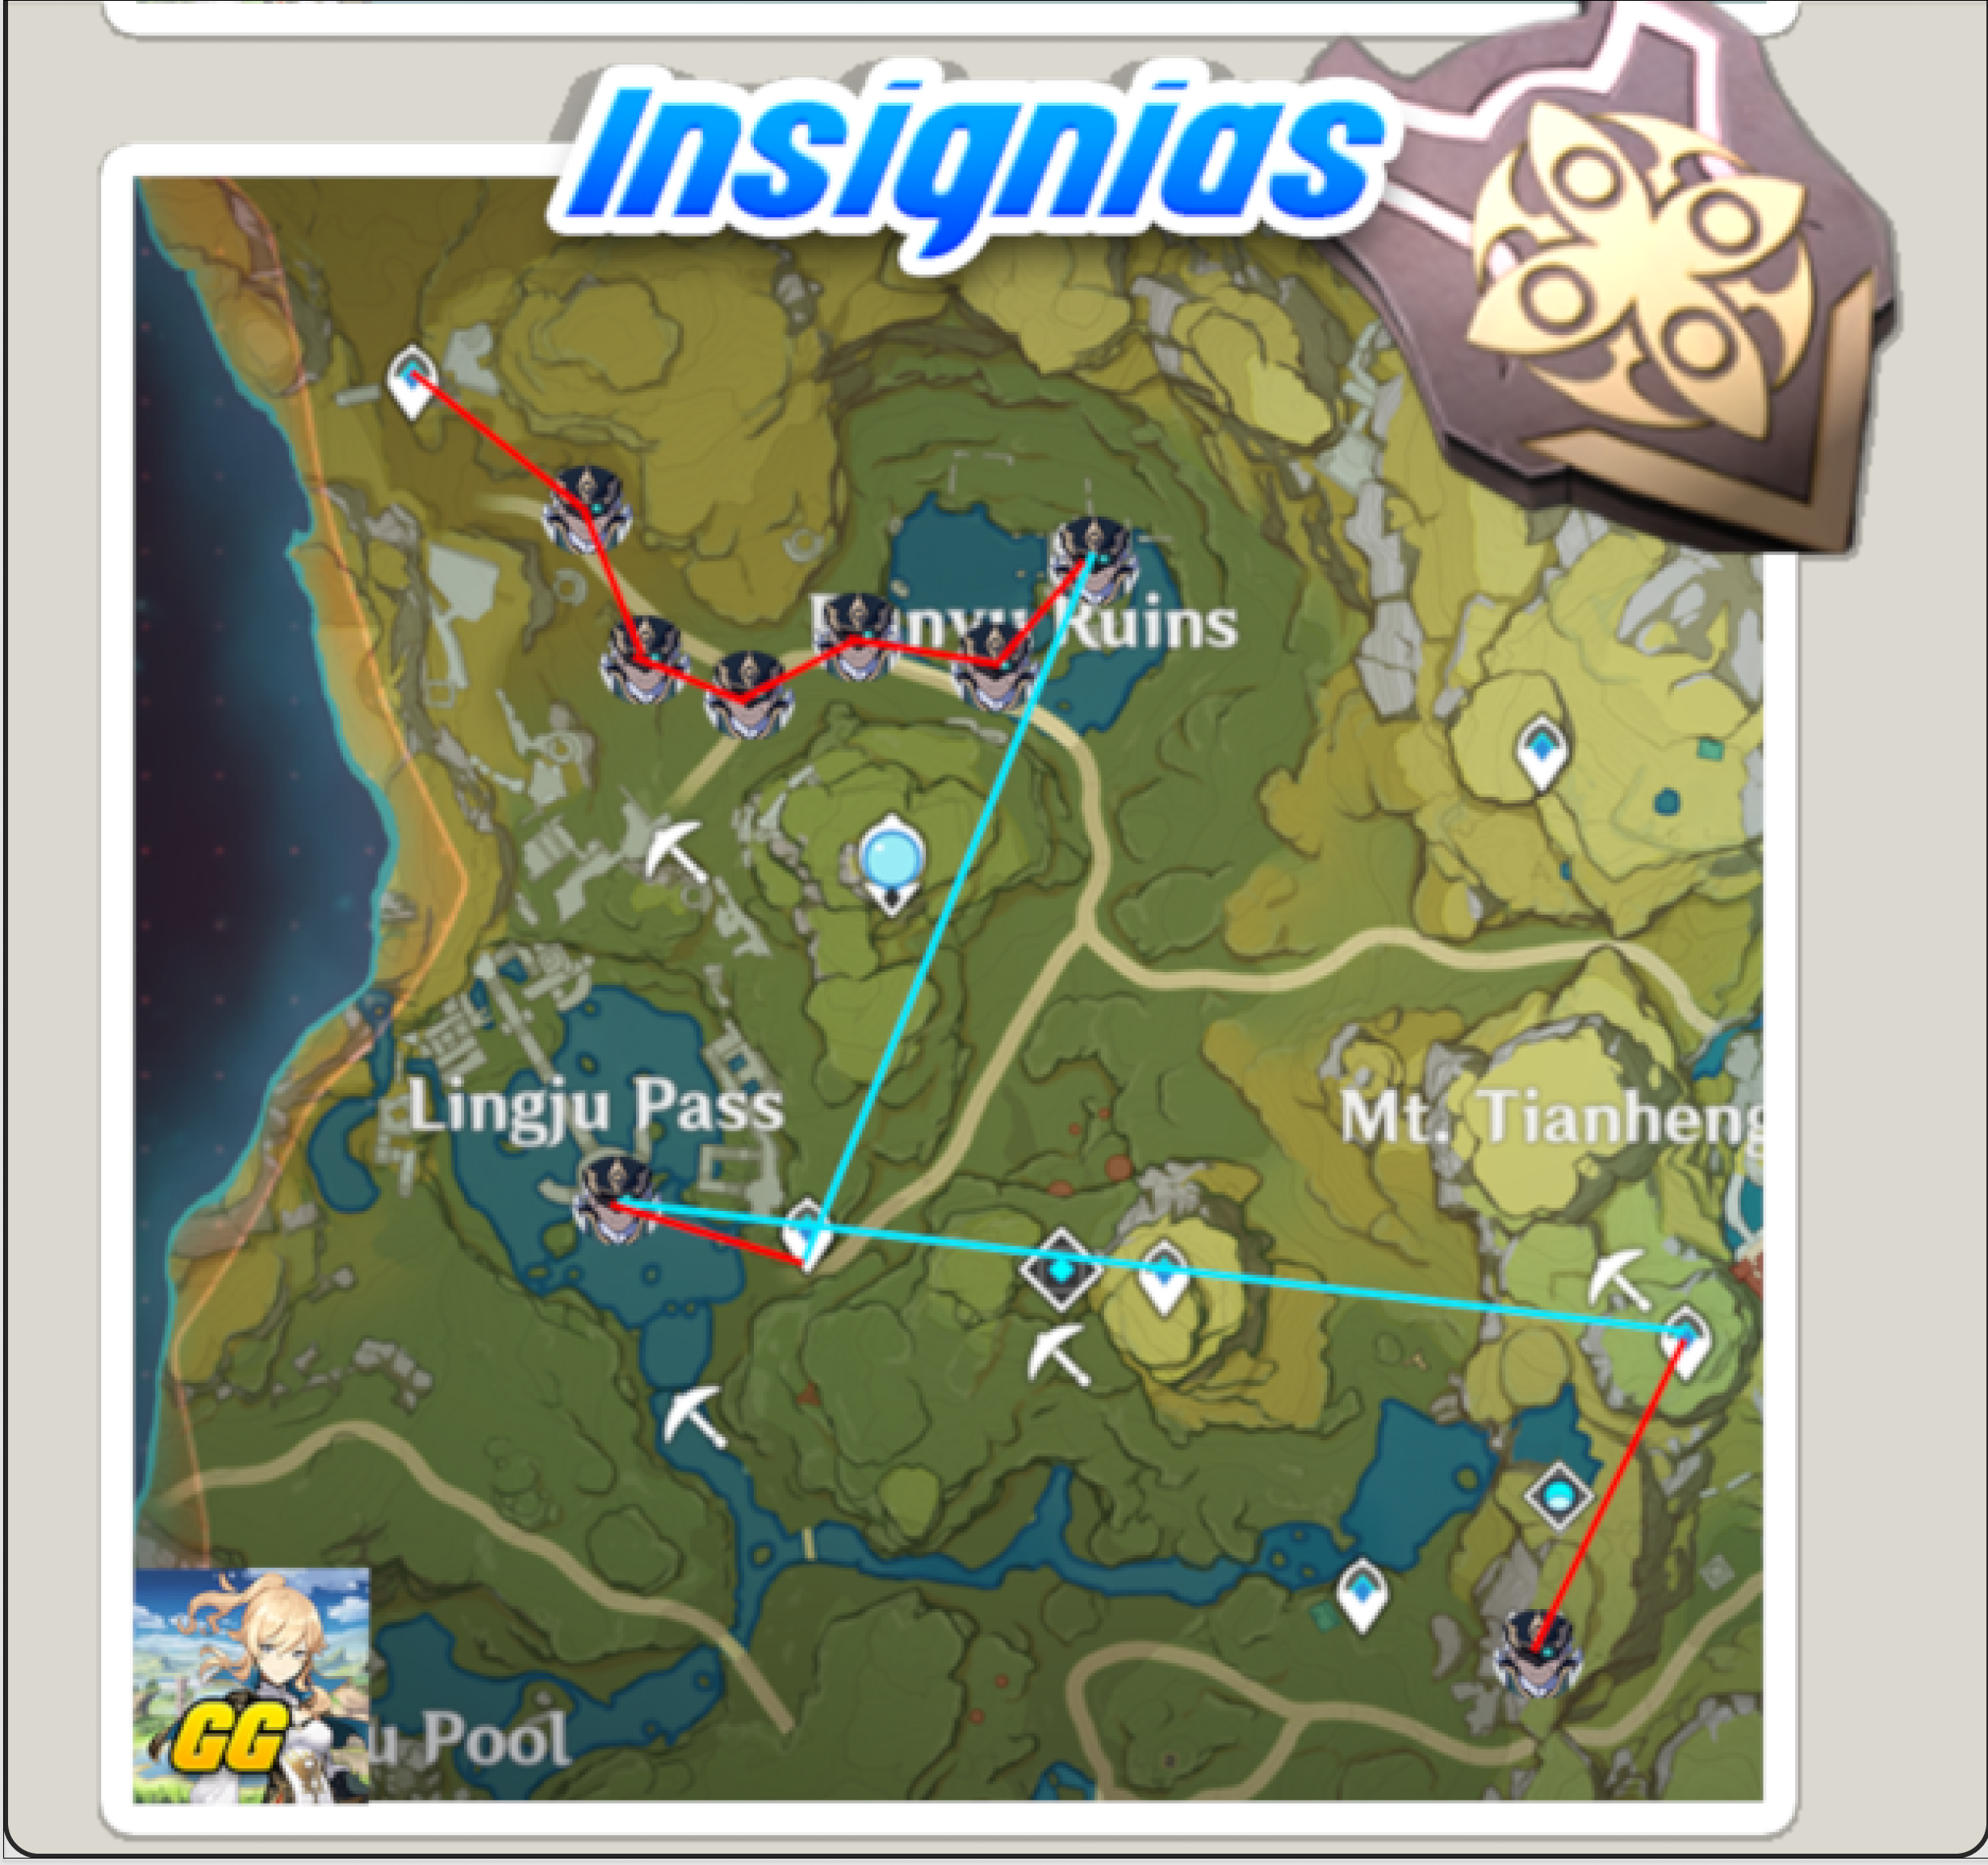 Insignias
Ruins
Lingju Pass
Mt. Tianheng
Pool
GG